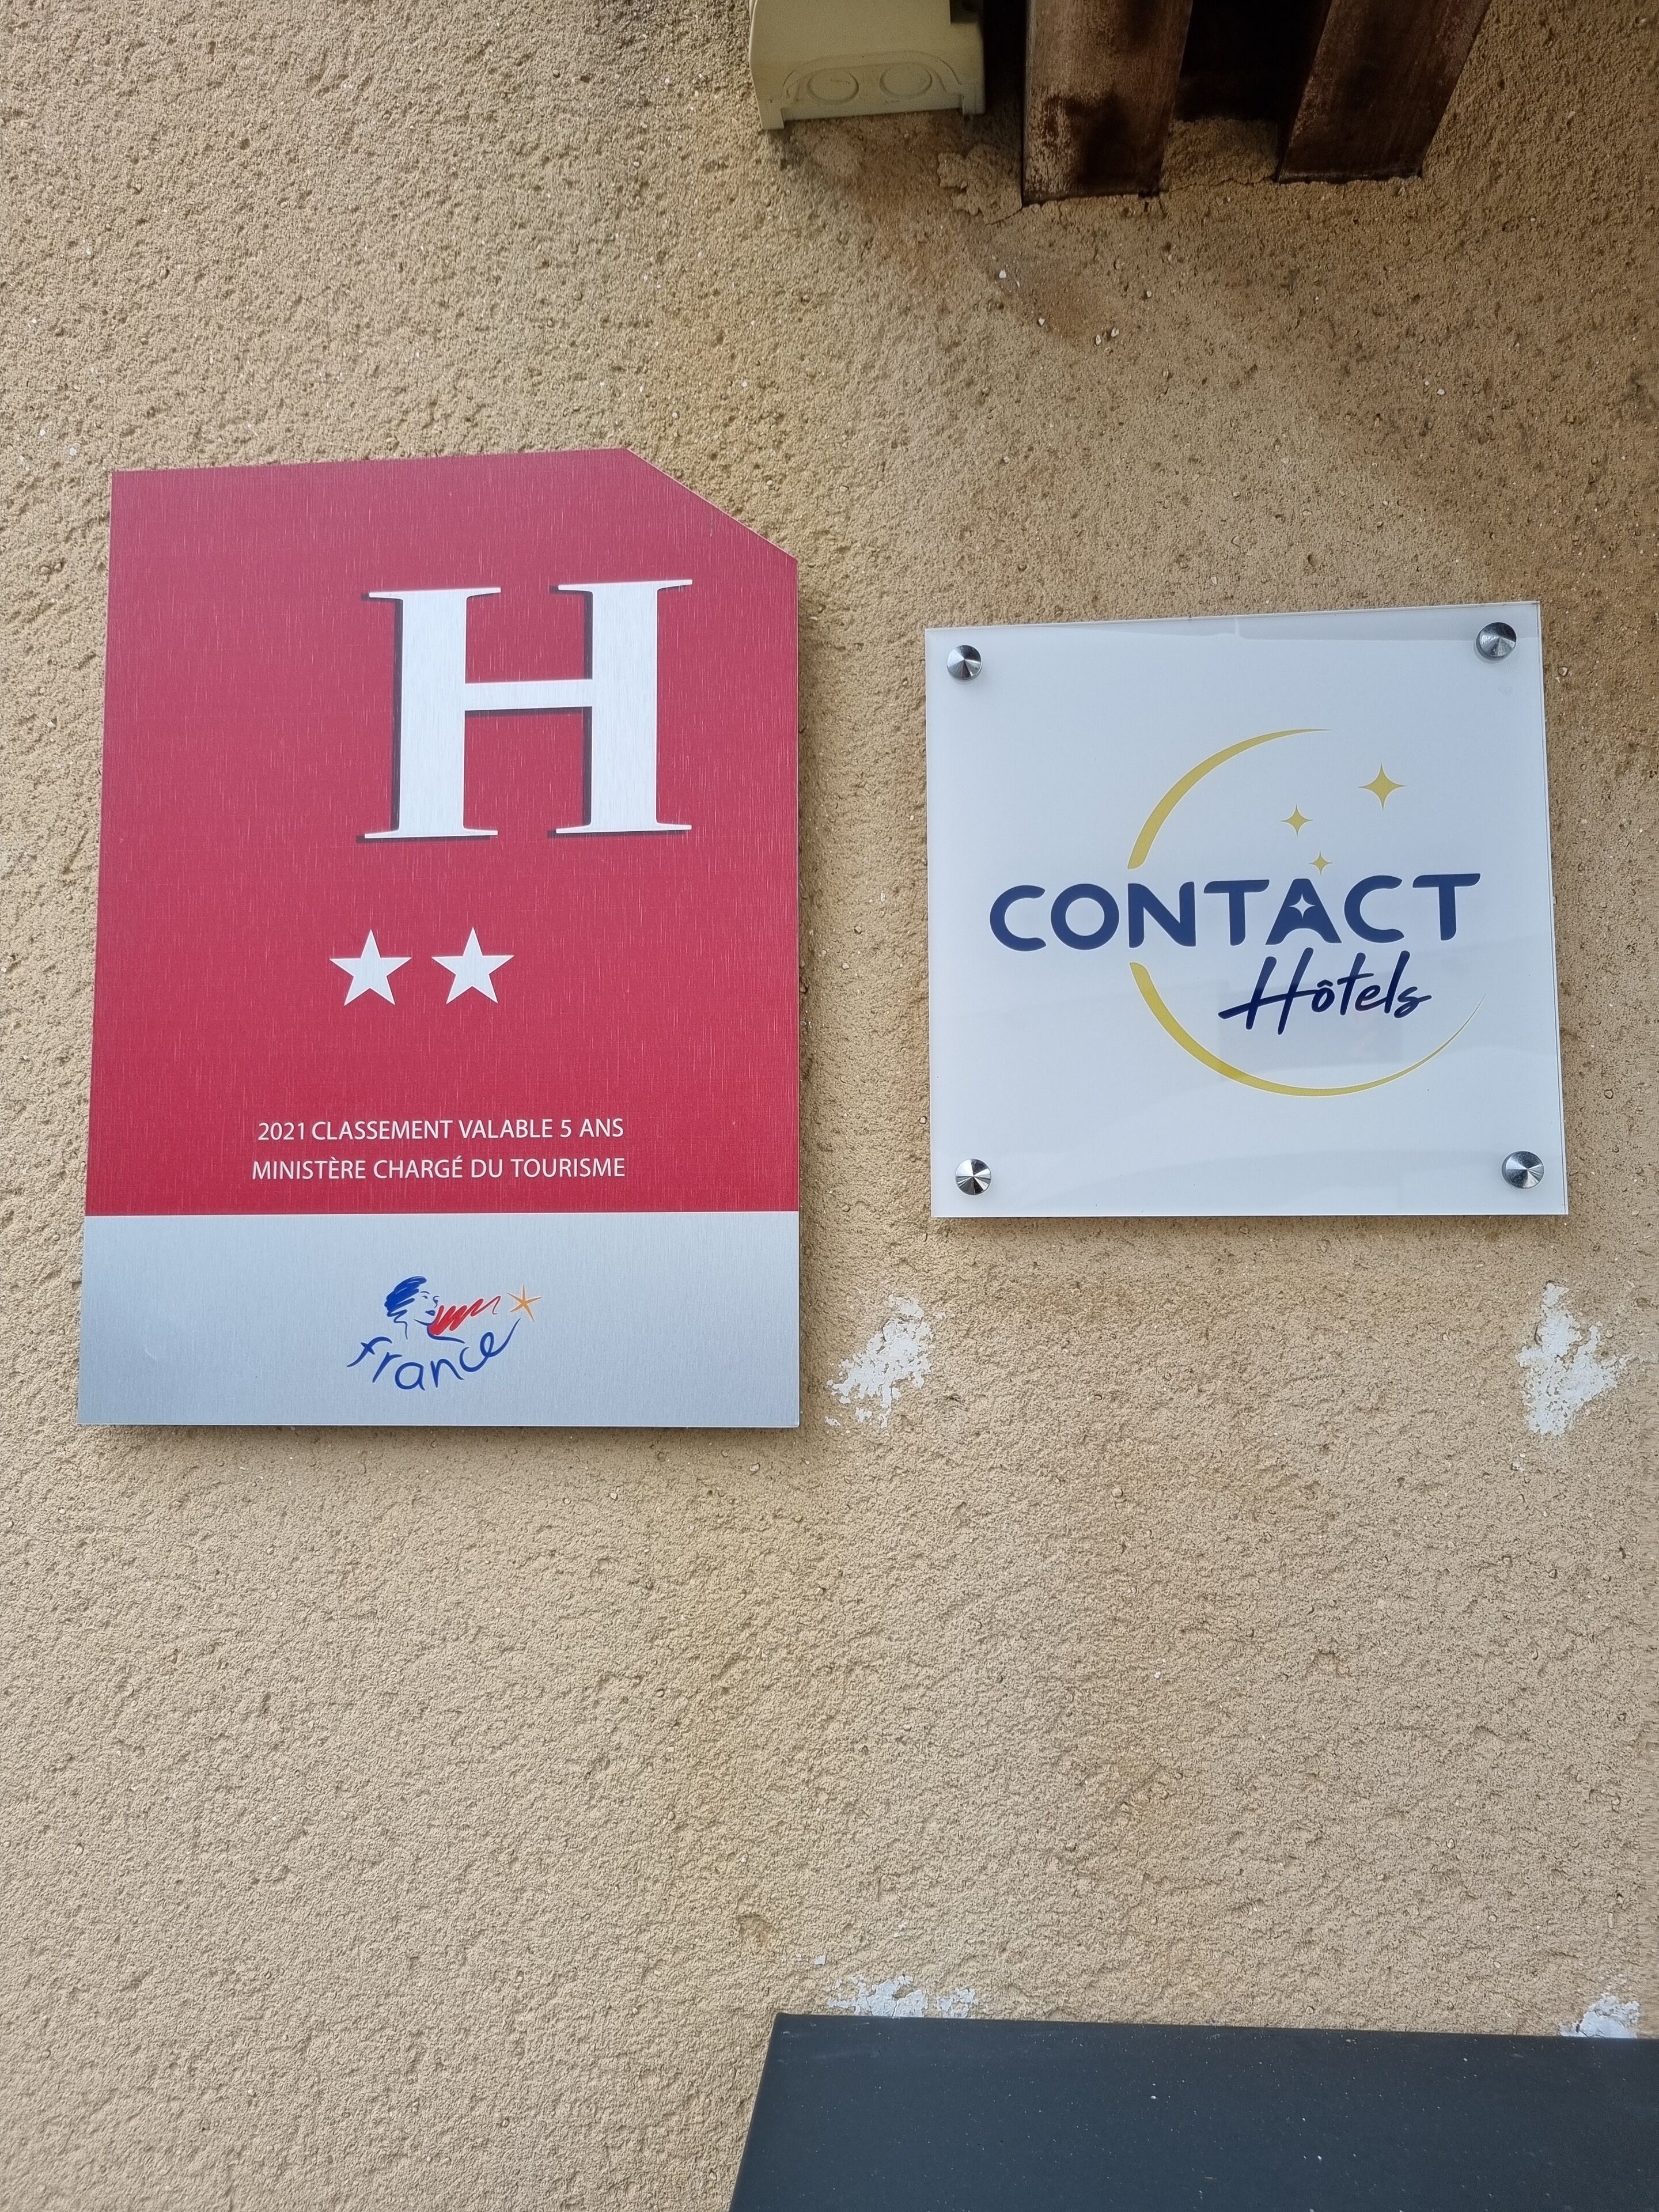 H
2021 CLASSEMENT VALABLE 5 ANS
MINISTÈRE CHARGÉ DU TOURISME
france
CONTACT
Hôtels